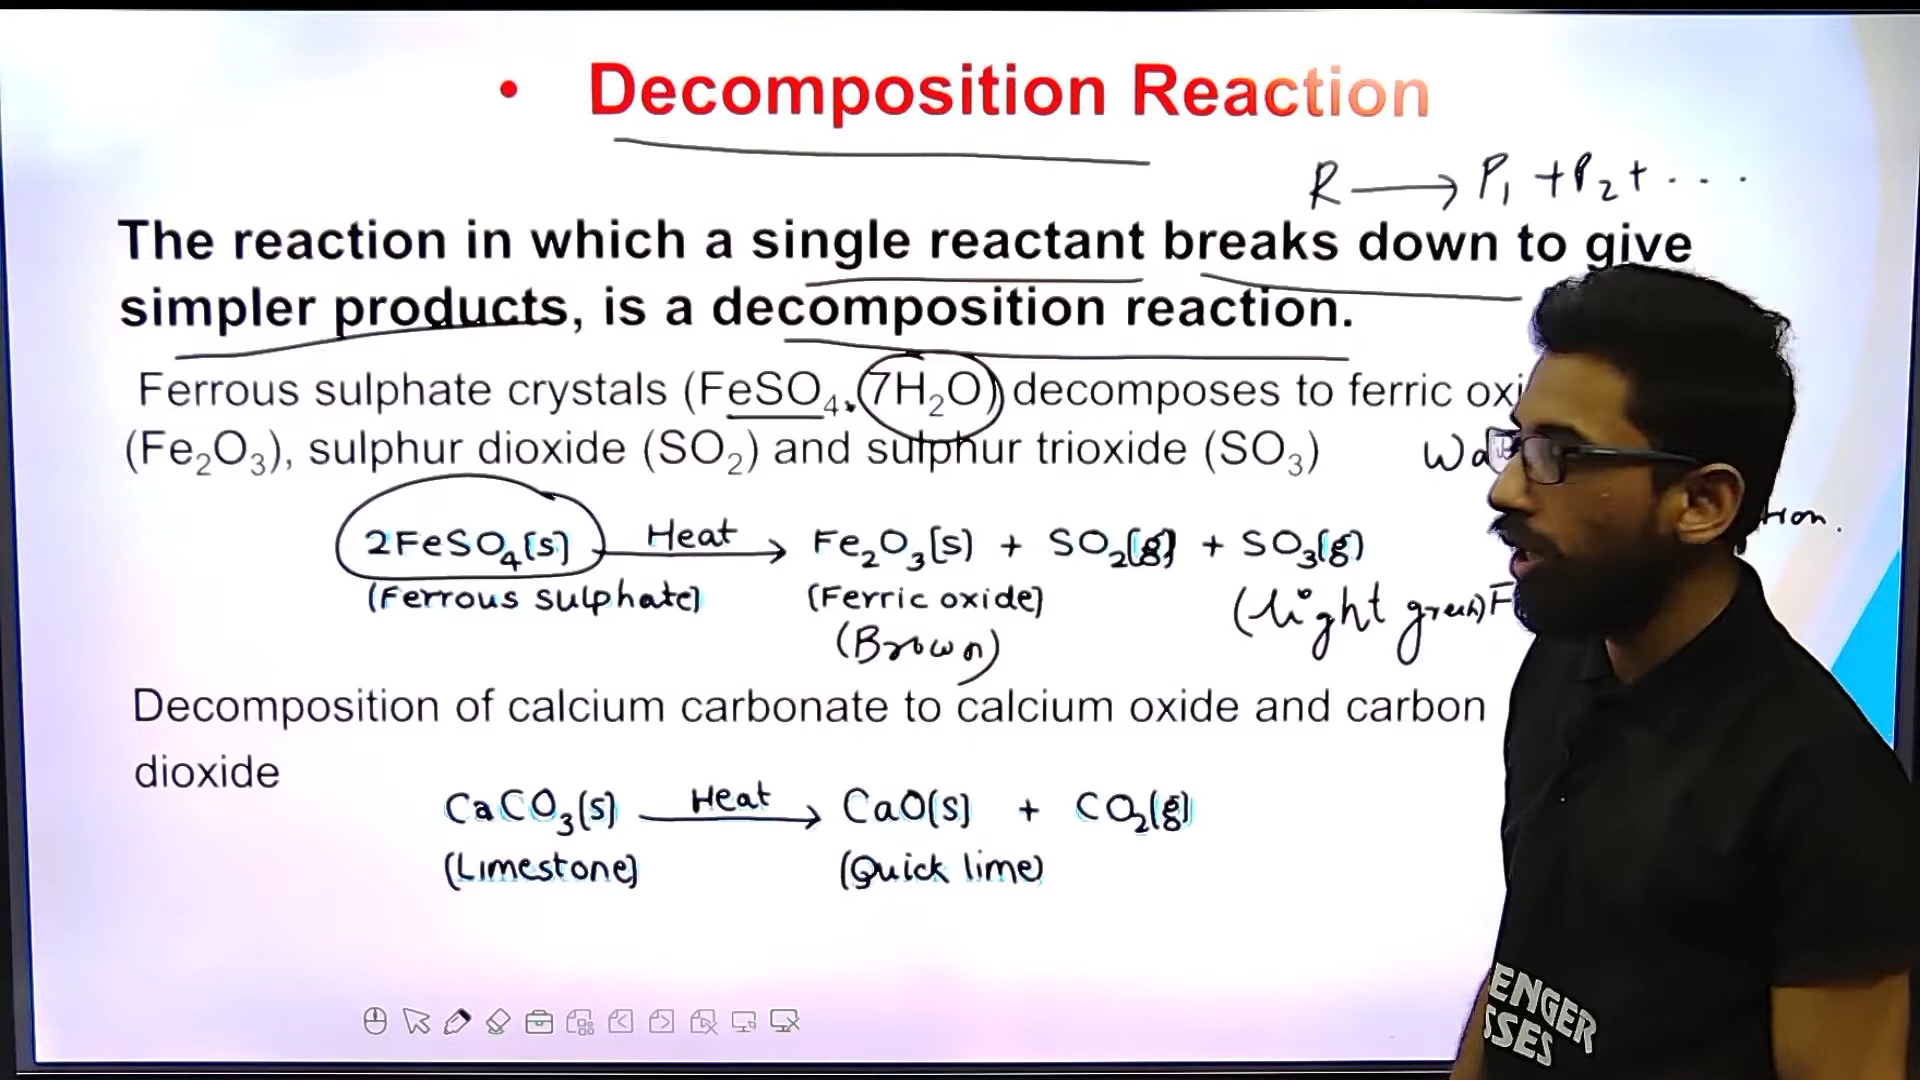 • Decomposition Reaction
R ⟶ P₁ + P₂ + ....
The reaction in which a single reactant breaks down to give
simpler products, is a decomposition reaction.
Ferrous sulphate crystals (FeSO₄.7H₂O) decomposes to ferric
(Fe₂O₃), sulphur dioxide (SO₂) and sulphur trioxide (SO₃)
2FeSO₄(s) Heat⟶ Fe₂O₃(s) + SO₂(g) + SO₃(g)
(Ferrous sulphate) (Ferric oxide) (light green)
(Brown)
Decomposition of calcium carbonate to calcium oxide and carbon
dioxide
CaCO₃(s) Heat⟶ CaO(s) + CO₂(g)
(Limestone) (Quick lime)